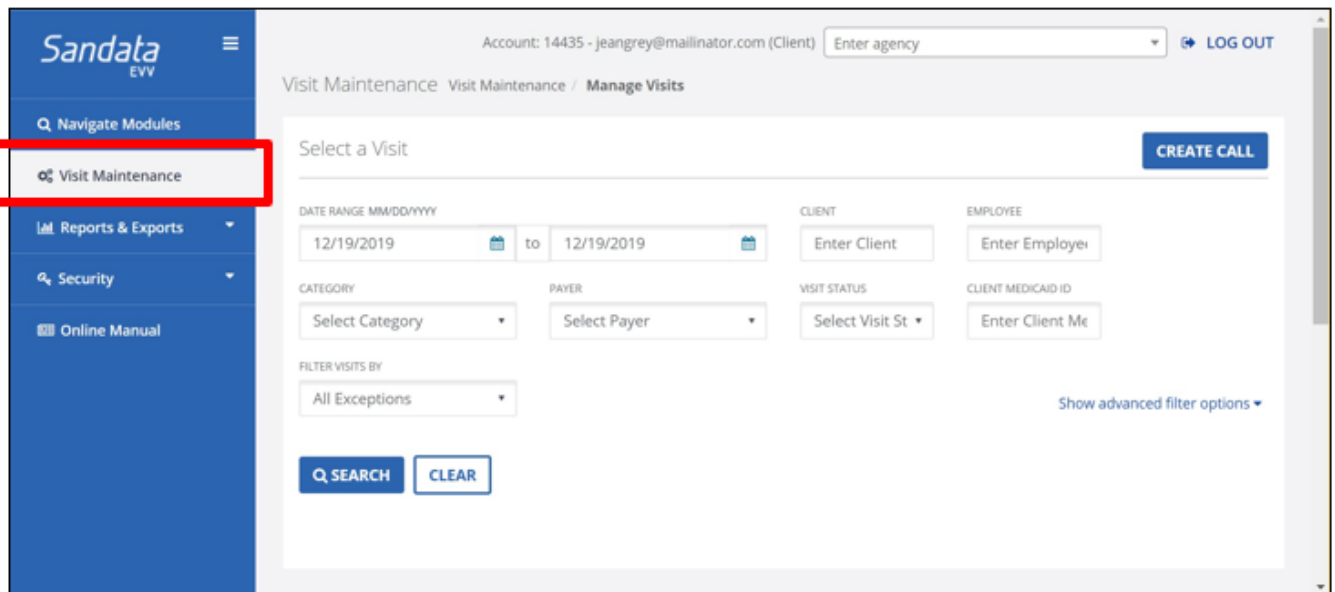 Sandata
EVV
Account: 14435 - jeangrey@mailinator.com (Client) Enter agency LOG OUT
Visit Maintenance Visit Maintenance / Manage Visits
Navigate Modules
Visit Maintenance
Reports & Exports
Security
Online Manual
Select a Visit CREATE CALL
DATE RANGE MM/DD/YYYY CLIENT EMPLOYEE
12/19/2019 to 12/19/2019 Enter Client Enter Employe
CATEGORY PAYER VISIT STATUS CLIENT MEDICAID ID
Select Category Select Payer Select Visit St Enter Client Me
FILTER VISITS BY
All Exceptions Show advanced filter options
SEARCH CLEAR